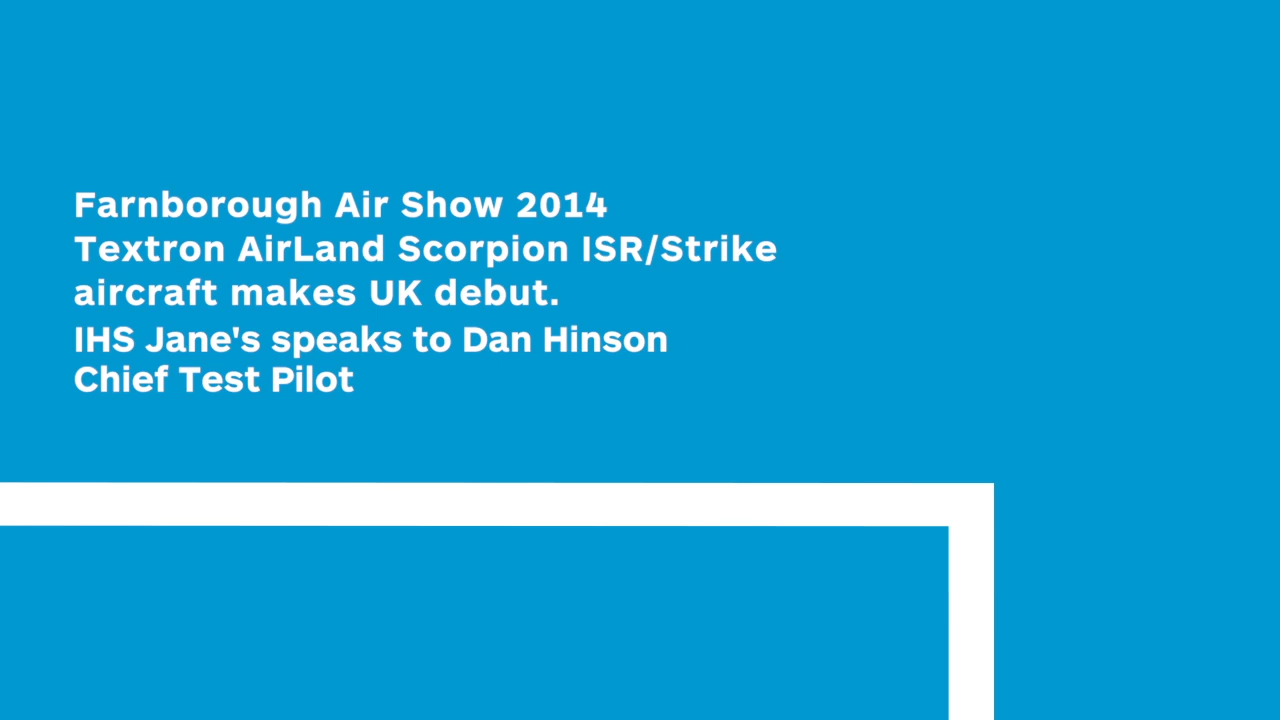 Farnborough Air Show 2014
Textron AirLand Scorpion ISR/Strike
aircraft makes UK debut.
IHS Jane's speaks to Dan Hinson
Chief Test Pilot